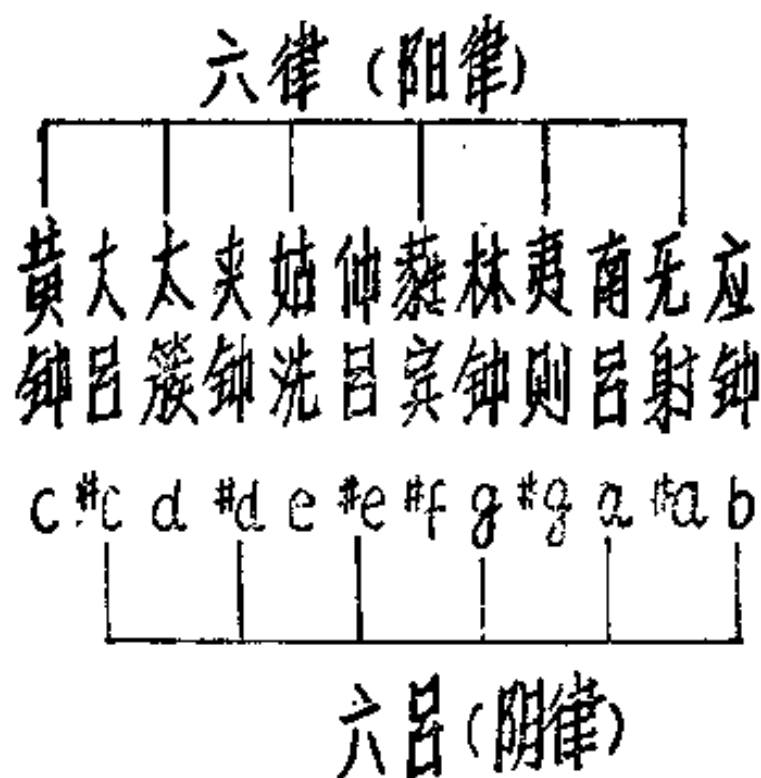 六律（阳律）
黄 大 太 夹 姑 仲 蕤 林 夷 南 无 应
钟 吕 簇 钟 洗 吕 宾 钟 则 吕 射 钟
c #c d #d e #e #f g #g a #a b
六吕（阴律）